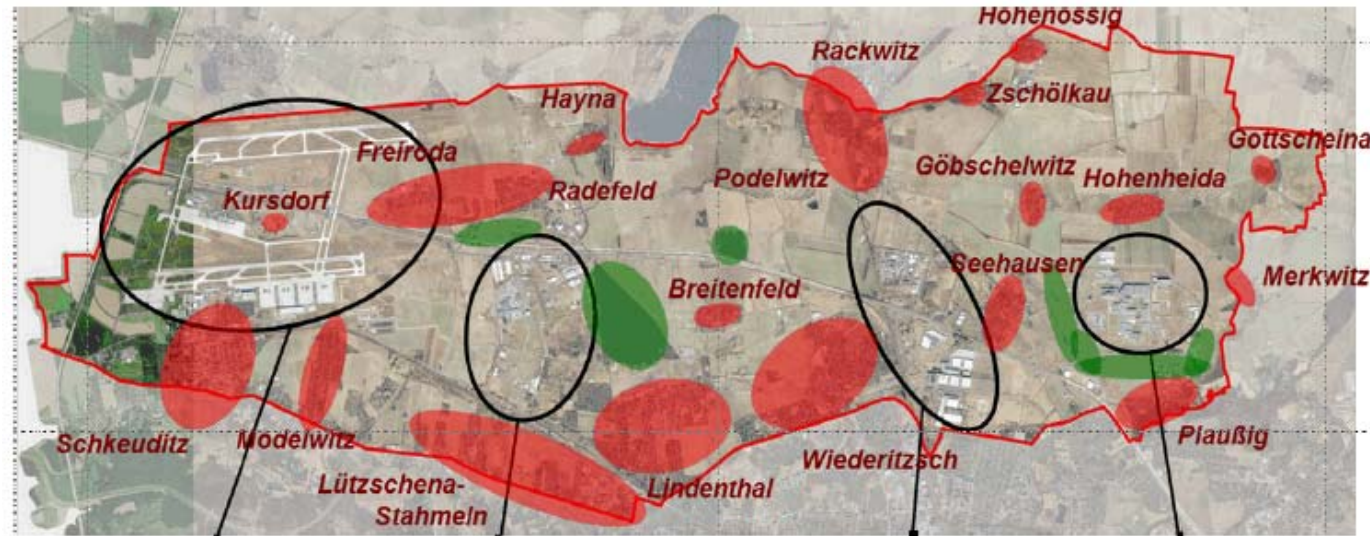 Hohenossig
Rackwitz
Zschölkau
Hayna
Freiroda
Gottscheina
Göbschelwitz
Podelwitz
Radefeld
Hohenheida
Kursdorf
Seehausen
Merkwitz
Breitenfeld
Schkeuditz
Modelwitz
Plaußig
Wiederitzsch
Lützschena-
Stahmeln
Lindenthal